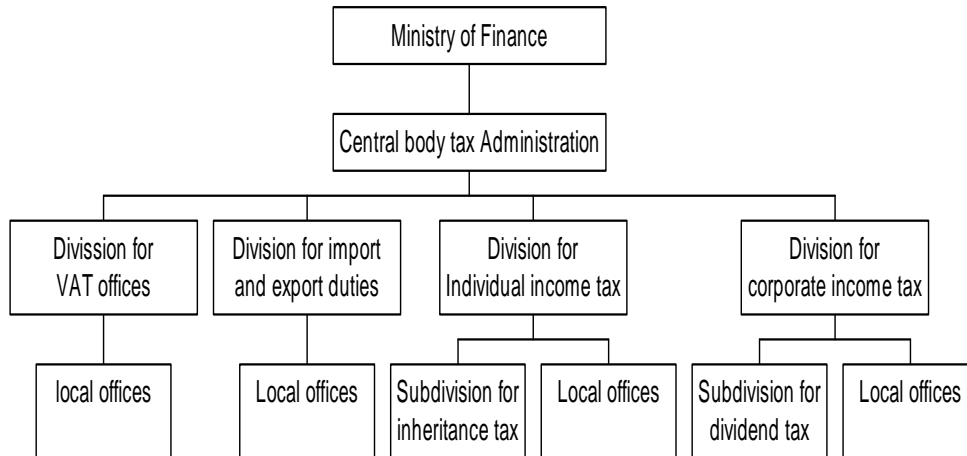 Ministry of Finance
Central body tax Administration
Divission for
VAT offices
Division for import
and export duties
Division for
Individual income tax
Division for
corporate income tax
local offices
Local offices
Subdivision for
inheritance tax
Local offices
Subdivision for
dividend tax
Local offices